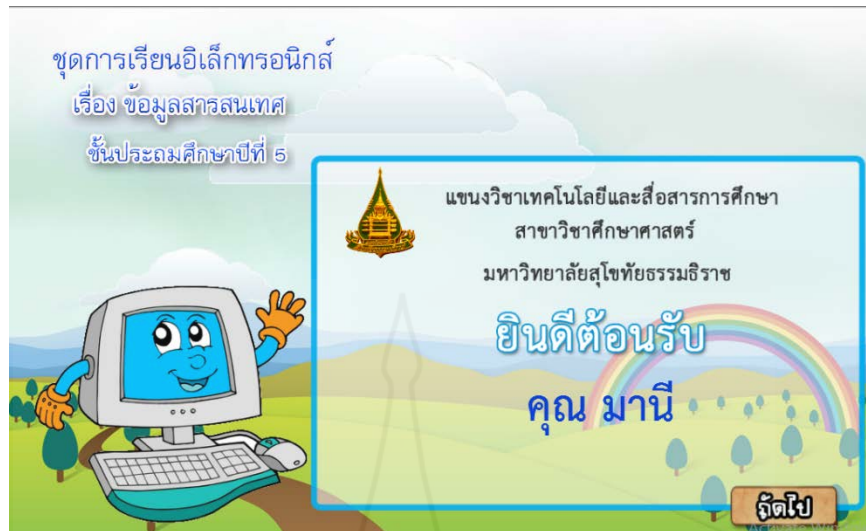 ชุดการเรียนอิเล็กทรอนิกส์
เรื่อง ข้อมูลสารสนเทศ
ชั้นประถมศึกษาปีที่ 5
แขนงวิชาเทคโนโลยีและสื่อสารการศึกษา
สาขาวิชาศึกษาศาสตร์
มหาวิทยาลัยสุโขทัยธรรมธิราช
ยินดีต้อนรับ
คุณ มานี
ถัดไป